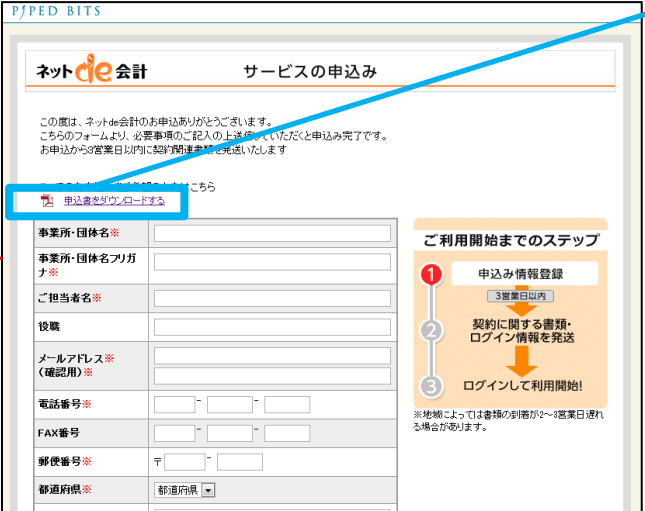 PIPED BITS
ネットde会計
サービスの申込み
この度は、ネットde会計のお申込ありがとうございます。
こちらのフォームより、必要事項のご記入の上送信していただくと申込み完了です。
お申込から3営業日以内に契約関連書類を発送いたします
はこちら
申込書をダウンロードする
事業所・団体名※
事業所・団体名フリガ
ナ※
ご担当者名※
役職
メールアドレス※
(確認用)※
電話番号※
- -
FAX番号
- -
郵便番号※
〒 -
都道府県※
都道府県
ご利用開始までのステップ
1 申込み情報登録
3営業日以内
2 契約に関する書類・
ログイン情報を発送
3 ログインして利用開始!
※地域によっては書類の到着が2～3営業日遅れ
る場合があります。